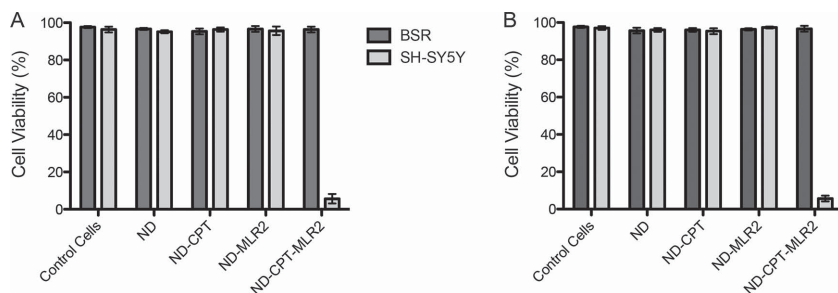 A
Cell Viability (%)
100
80
60
40
20
0
Control Cells
ND
ND-CPT
ND-MLR2
ND-CPT-MLR2
BSR
SH-SY5Y
B
Cell Viability (%)
100
80
60
40
20
0
Control Cells
ND
ND-CPT
ND-MLR2
ND-CPT-MLR2